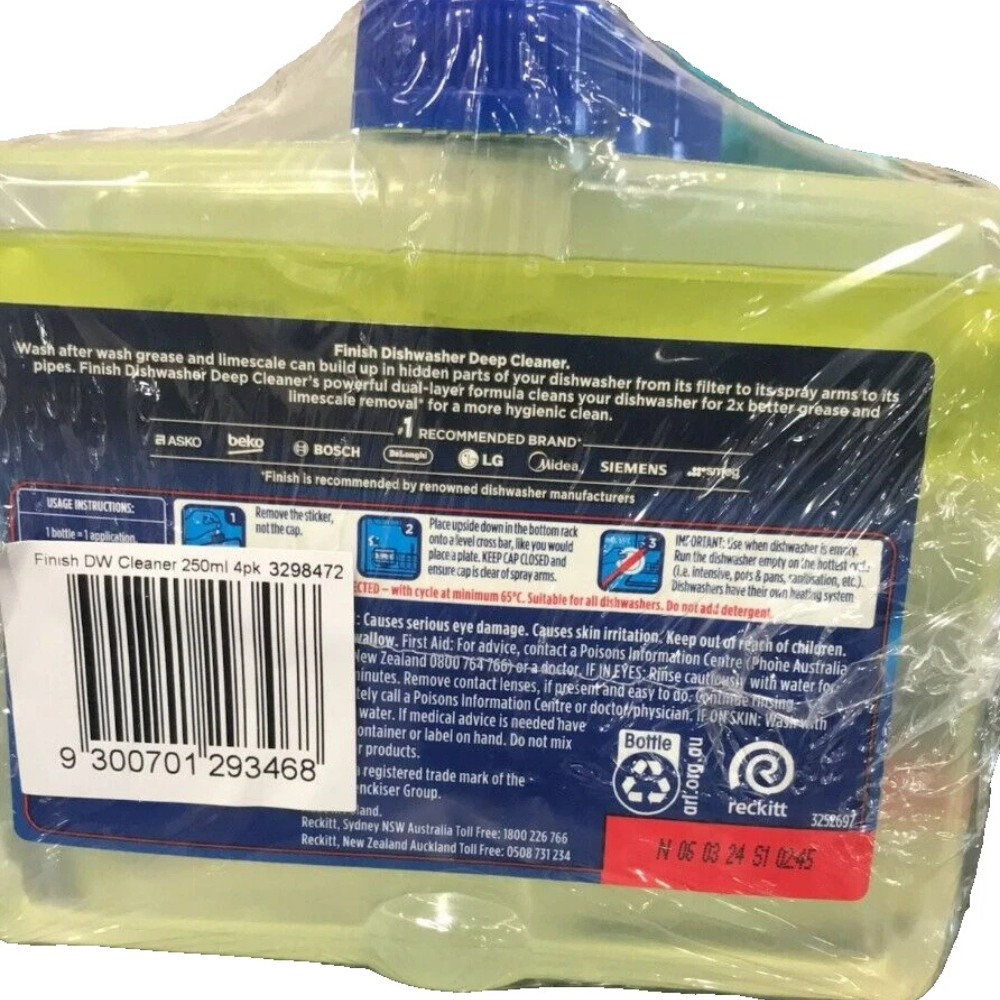 Finish Dishwasher Deep Cleaner.
Wash after wash grease and limescale can build up in hidden parts of your dishwasher from its filter to its spray arms to its
pipes. Finish Dishwasher Deep Cleaner's powerful dual-layer formula cleans your dishwasher for 2x better grease and
limescale removal* for a more hygienic clean.
#1 RECOMMENDED BRAND*
ASKO beko BOSCH DeLonghi LG Midea SIEMENS smeg
*Finish is recommended by renowned dishwasher manufacturers
USAGE INSTRUCTIONS:
1 bottle = 1 application.
1 Remove the sticker,
not the cap.
2 Place upside down in the bottom rack
onto a level cross bar, like you would
place a plate. KEEP CAP CLOSED and
ensure cap is clear of spray arms.
3 IMPORTANT: Use when dishwasher is empty.
Run the dishwasher empty on the hottest cycle
(i.e. intensive, pots & pans, sanitisation, etc.).
Dishwashers have their own heating system
CTED – with cycle at minimum 65°C. Suitable for all dishwashers. Do not add detergent.
Finish DW Cleaner 250ml 4pk 3298472
9 300701 293468
: Causes serious eye damage. Causes skin irritation. Keep out of reach of children.
wallow. First Aid: For advice, contact a Poisons Information Centre (Phone Australia
New Zealand 0800 764 766) or a doctor. IF IN EYES: Rinse cautiously with water for
minutes. Remove contact lenses, if present and easy to do. Continue rinsing.
tely call a Poisons Information Centre or doctor/physician. IF ON SKIN: Wash with
water. If medical advice is needed have
ontainer or label on hand. Do not mix
r products.
registered trade mark of the
nckiser Group.
land.
Reckitt, Sydney NSW Australia Toll Free: 1800 226 766
Reckitt, New Zealand Auckland Toll Free: 0508 731 234
Bottle
arl.org.au
reckitt
3252697
N 06 03 24 S1 02:45